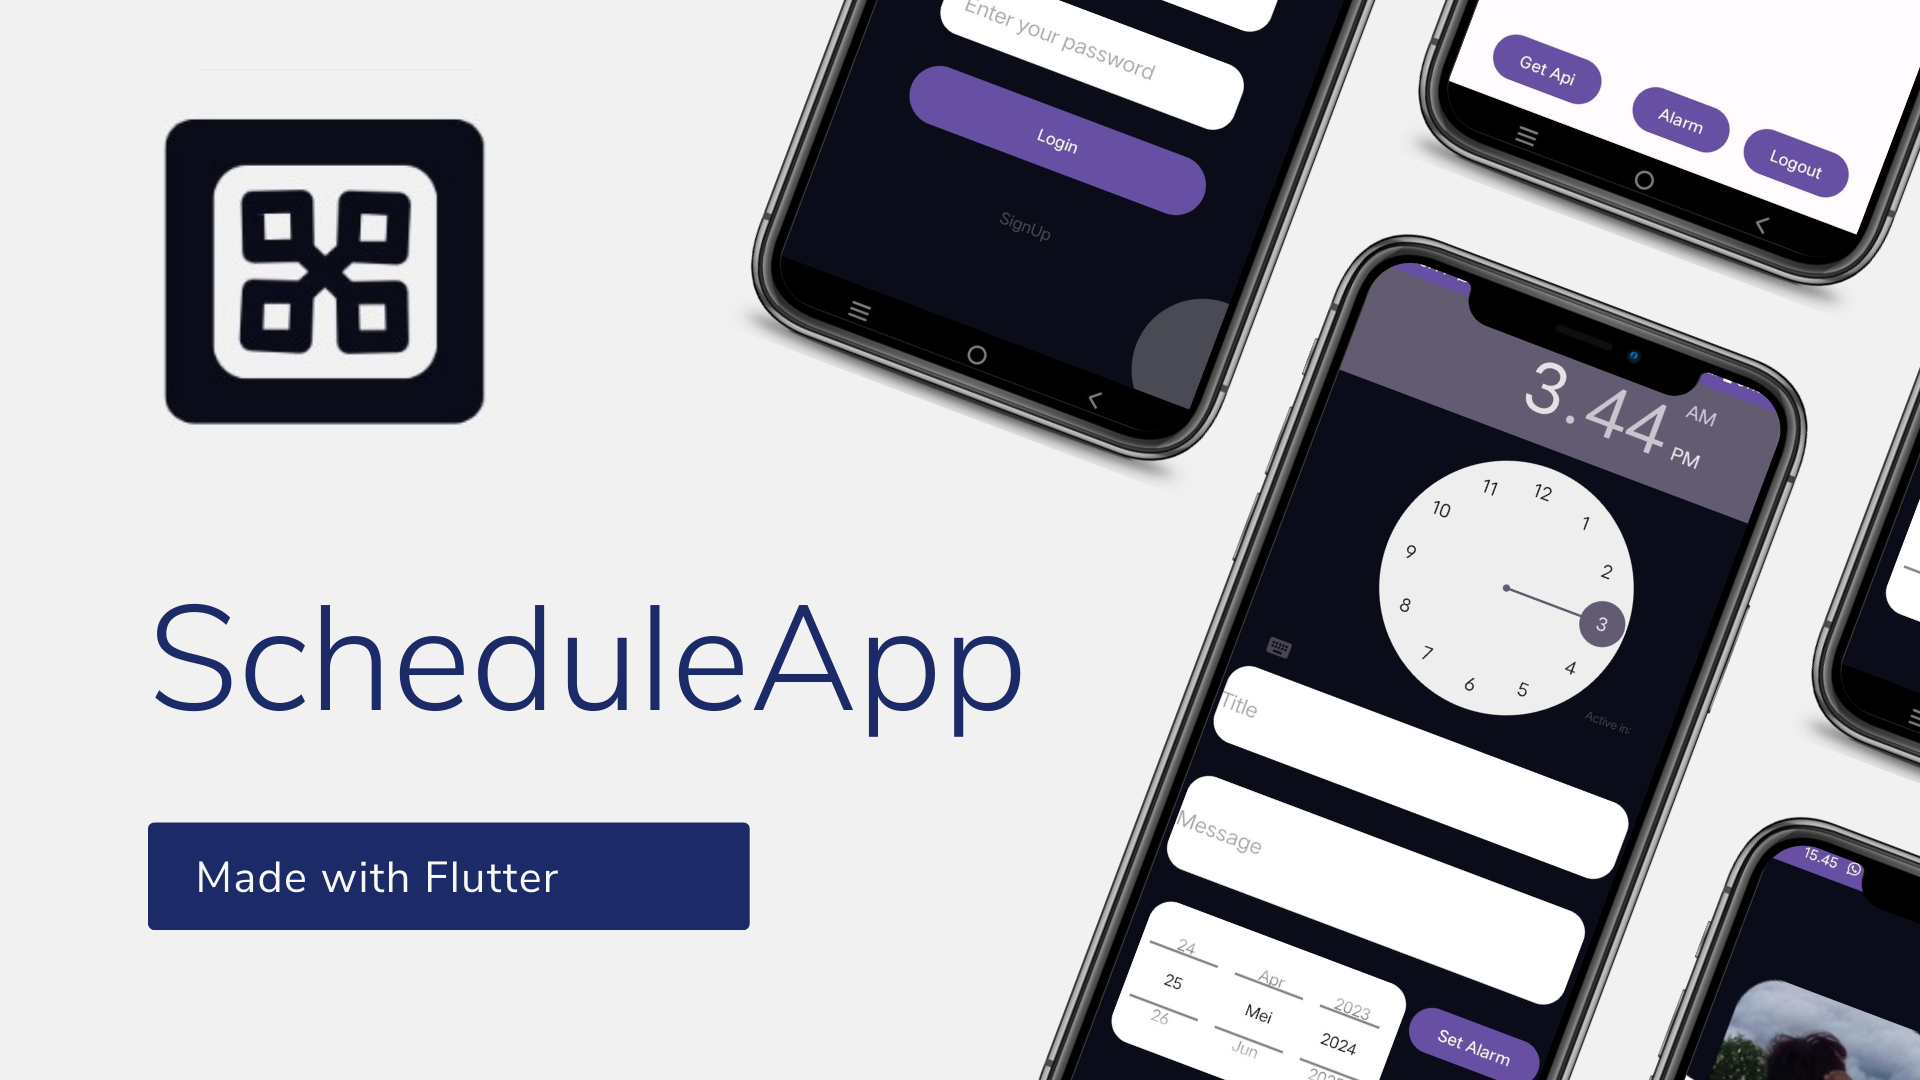 ScheduleApp
Made with Flutter
Enter your password
Login
SignUp
Get Api
Alarm
Logout
3.44
AM
PM
12
1
2
3
4
5
6
7
8
9
10
11
Active in:
Title
Message
24 Apr 2023
25 Mei 2024
26 Jun
Set Alarm
15.45